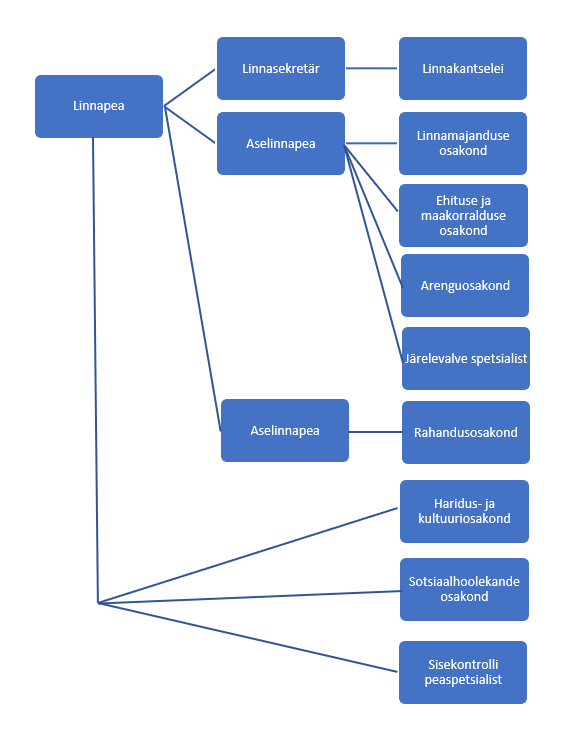 Linnapea
Linnasekretär
Linnakantselei
Aselinnapea
Linnamajanduse
osakond
Ehituse ja
maakorralduse
osakond
Arenguosakond
Järelevalve spetsialist
Aselinnapea
Rahandusosakond
Haridus- ja
kultuuriosakond
Sotsiaalhoolekande
osakond
Sisekontrolli
peaspetsialist